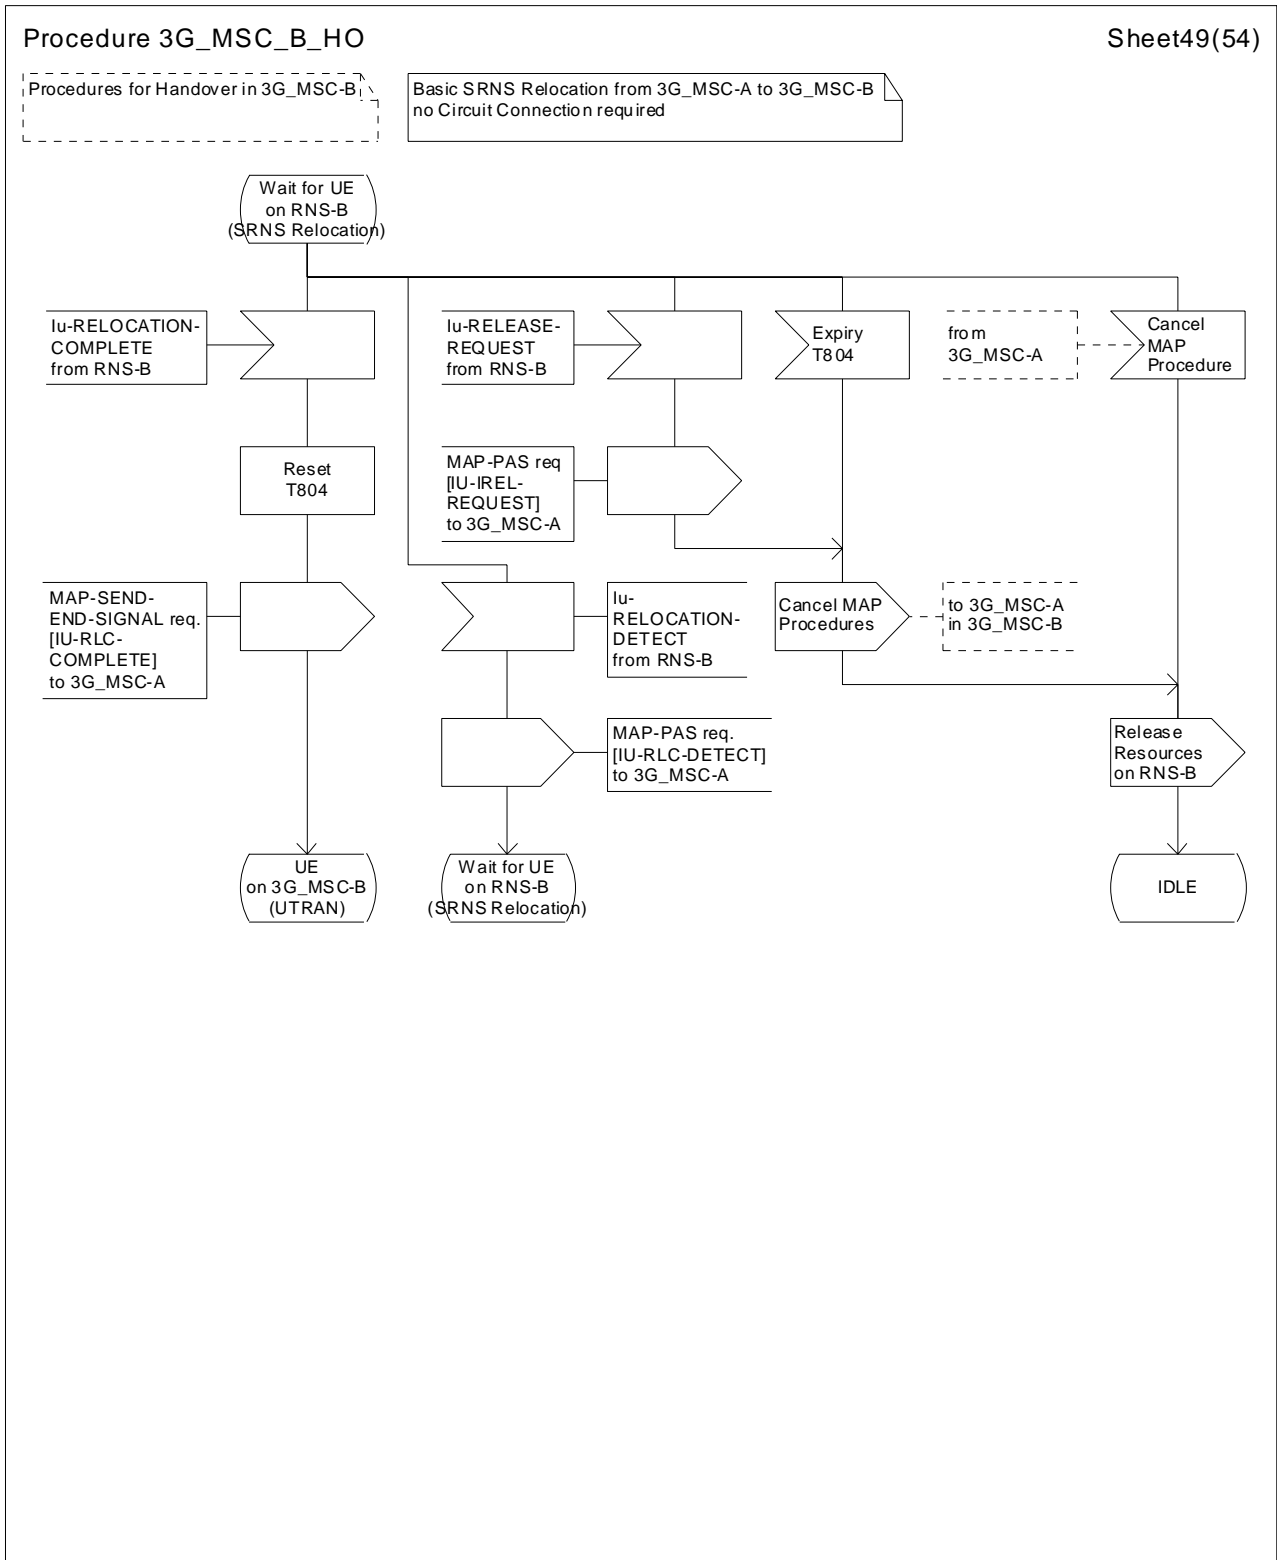 Procedure 3G_MSC_B_HO
Sheet49(54)
Procedures for Handover in 3G_MSC-B
Basic SRNS Relocation from 3G_MSC-A to 3G_MSC-B
no Circuit Connection required
Wait for UE
on RNS-B
(SRNS Relocation)
Iu-RELOCATION-
COMPLETE
from RNS-B
Iu-RELEASE-
REQUEST
from RNS-B
Expiry
T804
from
3G_MSC-A
Cancel
MAP
Procedure
Reset
T804
MAP-PAS req
[IU-IREL-
REQUEST]
to 3G_MSC-A
MAP-SEND-
END-SIGNAL req.
[IU-RLC-
COMPLETE]
to 3G_MSC-A
Iu-
RELOCATION-
DETECT
from RNS-B
Cancel MAP
Procedures
to 3G_MSC-A
in 3G_MSC-B
MAP-PAS req.
[IU-RLC-DETECT]
to 3G_MSC-A
Release
Resources
on RNS-B
UE
on 3G_MSC-B
(UTRAN)
Wait for UE
on RNS-B
(SRNS Relocation)
IDLE